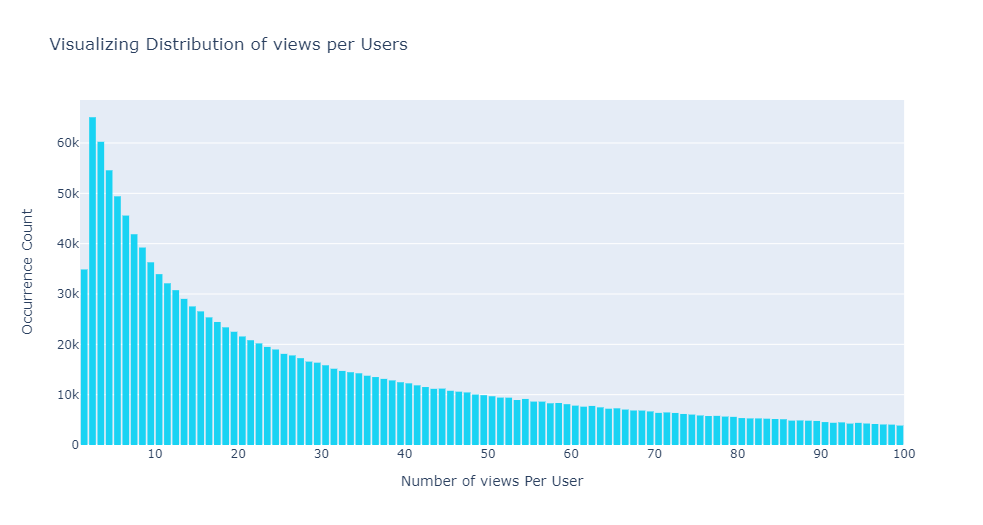 Visualizing Distribution of views per Users
Occurrence Count
60k
50k
40k
30k
20k
10k
0
10 20 30 40 50 60 70 80 90 100
Number of views Per User